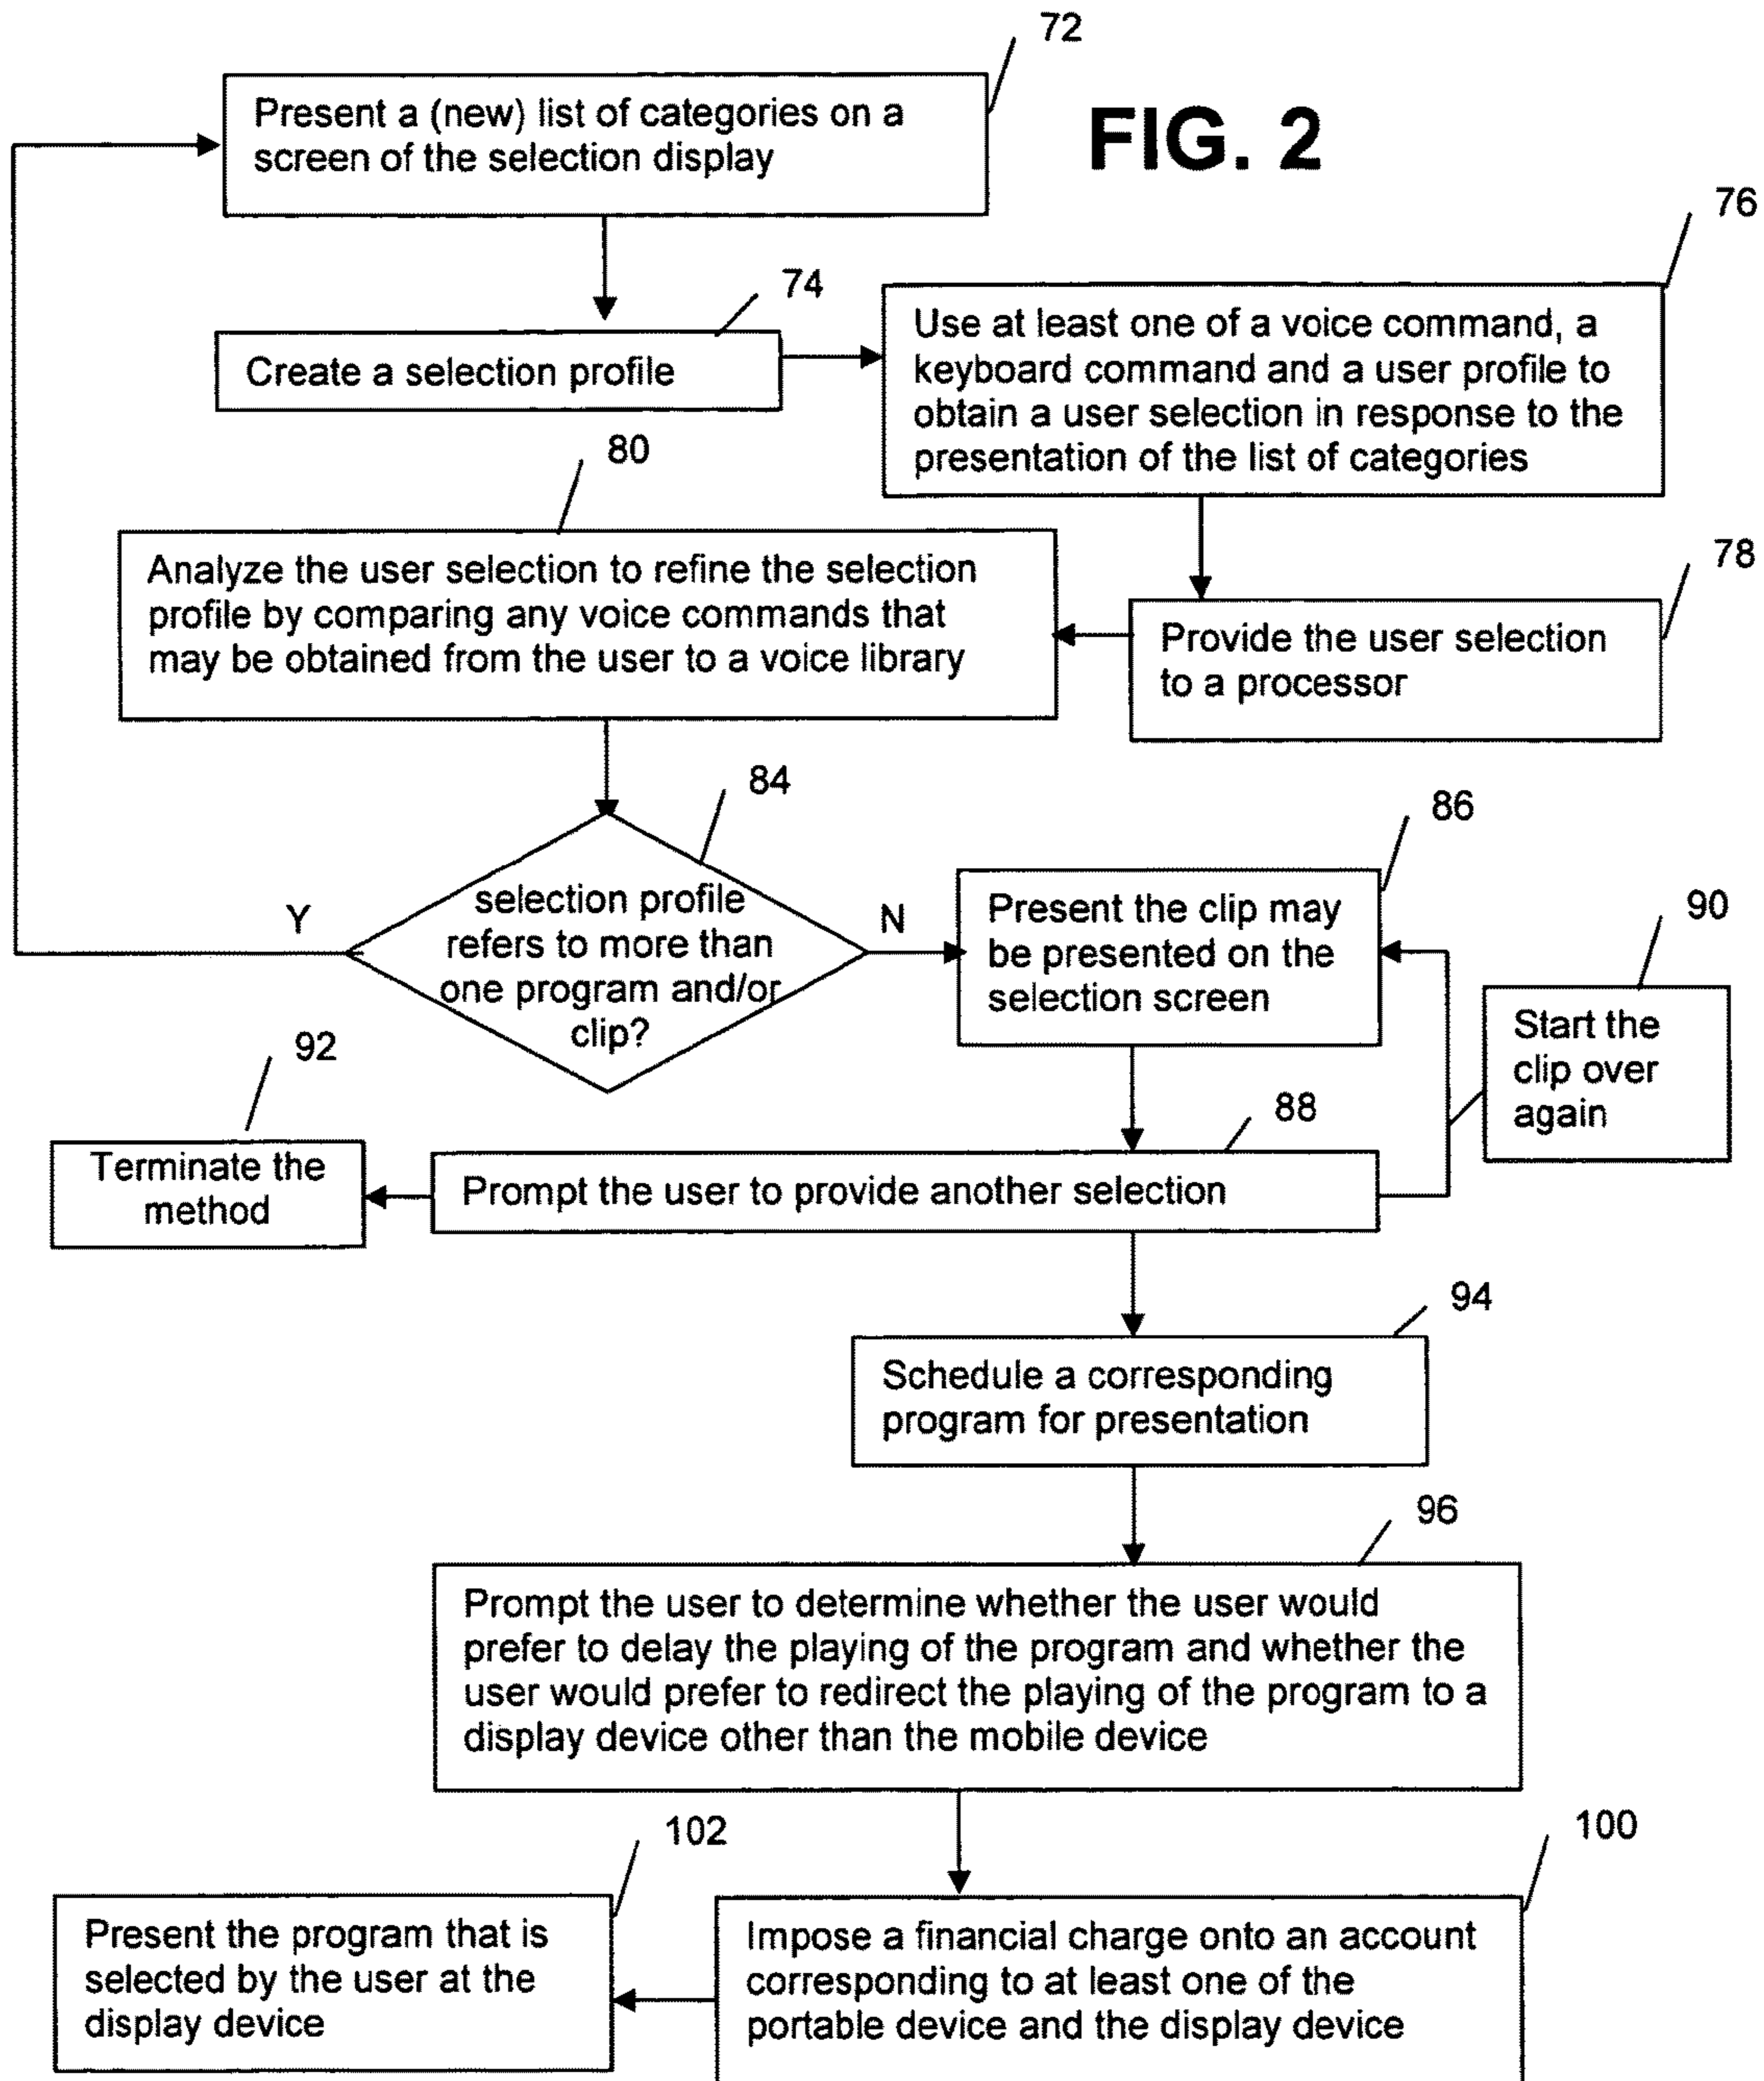 72
Present a (new) list of categories on a
screen of the selection display
FIG. 2
76
74
Create a selection profile
Use at least one of a voice command, a
keyboard command and a user profile to
obtain a user selection in response to the
presentation of the list of categories
80
Analyze the user selection to refine the selection
profile by comparing any voice commands that
may be obtained from the user to a voice library
78
Provide the user selection
to a processor
84
selection profile
refers to more than
one program and/or
clip?
Y
N
86
Present the clip may
be presented on the
selection screen
90
Start the
clip over
again
92
Terminate the
method
88
Prompt the user to provide another selection
94
Schedule a corresponding
program for presentation
96
Prompt the user to determine whether the user would
prefer to delay the playing of the program and whether the
user would prefer to redirect the playing of the program to a
display device other than the mobile device
102
Present the program that is
selected by the user at the
display device
100
Impose a financial charge onto an account
corresponding to at least one of the
portable device and the display device